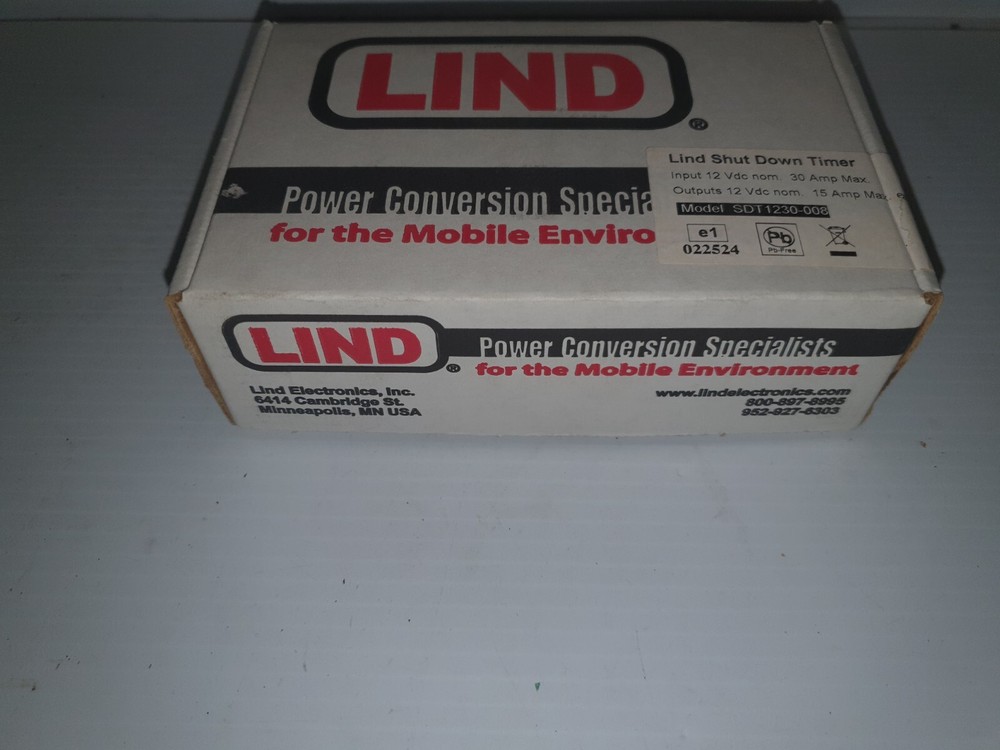 LIND
®
Power Conversion Specia
for the Mobile Enviro
Lind Shut Down Timer
Input 12 Vdc nom. 30 Amp Max.
Outputs 12 Vdc nom. 15 Amp Max
Model SDT1230-008
e1
022524
Pb
Pb-Free
LIND
®
Power Conversion Specialists
for the Mobile Environment
Lind Electronics, Inc.
6414 Cambridge St.
Minneapolis, MN USA
www.lindelectronics.com
800-897-8995
952-927-6303